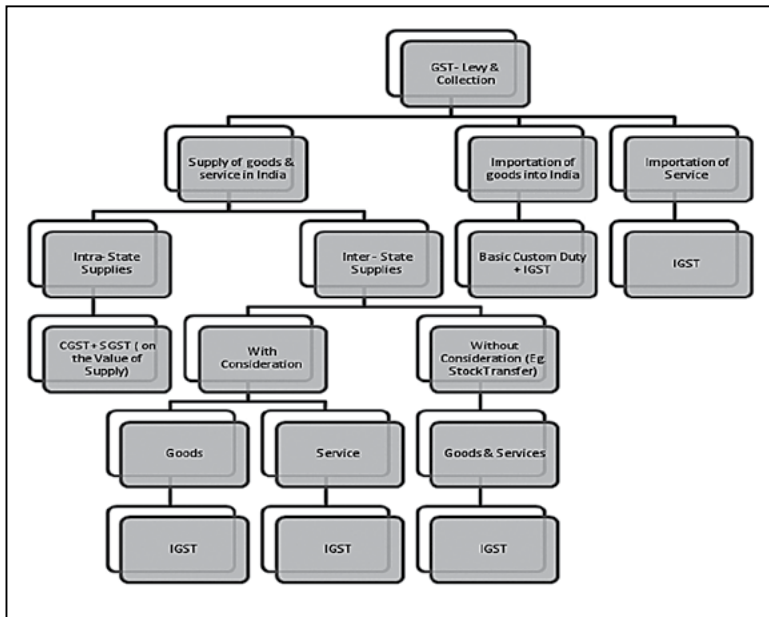 GST- Levy &
Collection
Supply of goods &
service in India
Importation of
goods into India
Importation of
Service
Intra- State
Supplies
Inter - State
Supplies
Basic Custom Duty
+ IGST
IGST
CGST+ SGST ( on
the Value of
Supply)
With
Consideration
Without
Consideration (Eg
StockTransfer)
Goods
Service
Goods & Services
IGST
IGST
IGST